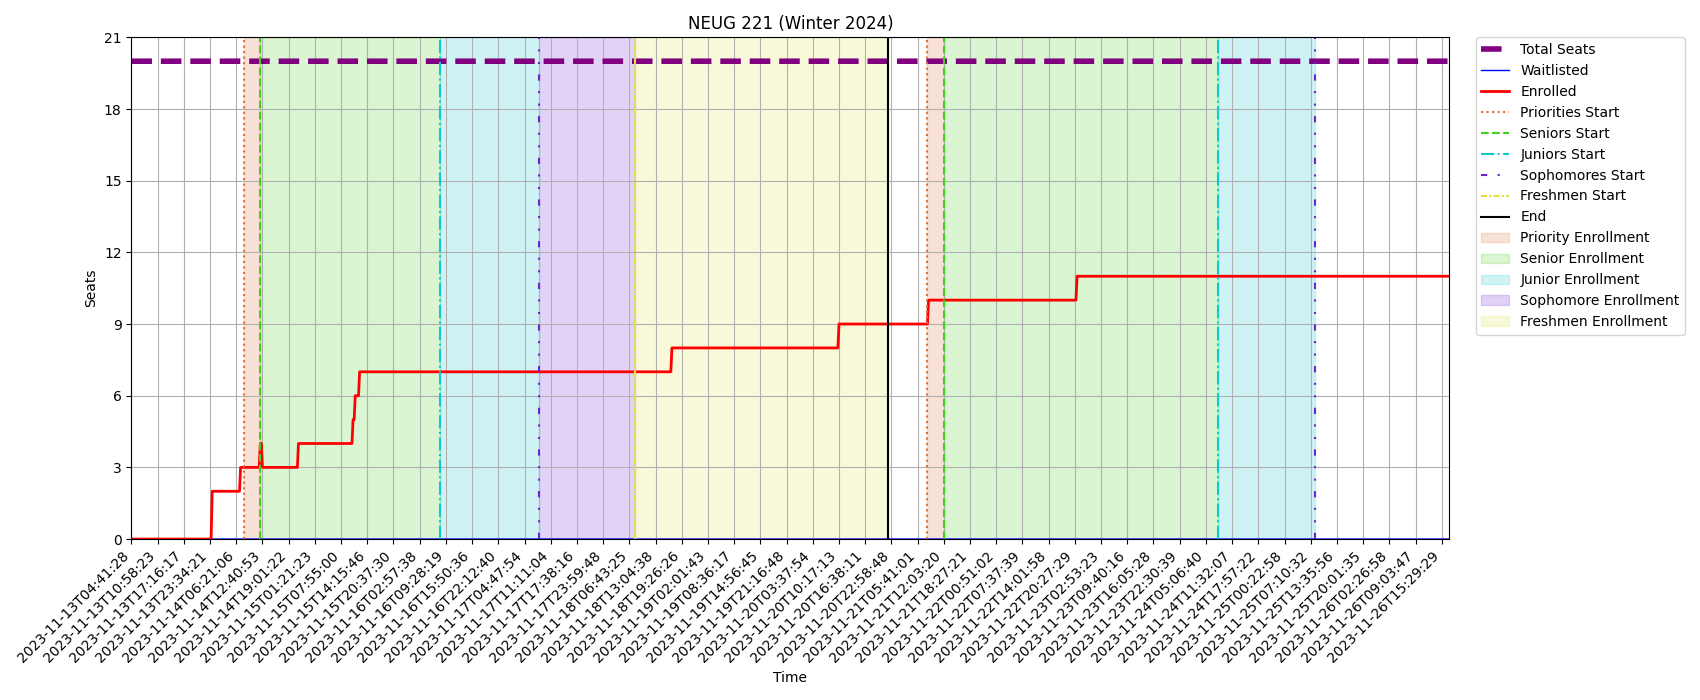 NEUG 221 (Winter 2024)
Seats
21
18
15
12
9
6
3
0
2023-11-13T04:41:28
2023-11-13T10:58:23
2023-11-13T17:16:17
2023-11-13T23:34:21
2023-11-14T06:21:06
2023-11-14T12:40:53
2023-11-14T19:01:22
2023-11-15T01:21:23
2023-11-15T07:55:00
2023-11-15T14:15:46
2023-11-15T20:37:30
2023-11-16T02:57:38
2023-11-16T09:28:19
2023-11-16T15:50:36
2023-11-16T22:12:40
2023-11-17T04:47:54
2023-11-17T11:11:04
2023-11-17T17:38:16
2023-11-17T23:59:48
2023-11-18T06:43:25
2023-11-18T13:04:38
2023-11-18T19:26:26
2023-11-19T02:01:43
2023-11-19T08:36:17
2023-11-19T14:56:45
2023-11-19T21:16:48
2023-11-20T03:37:54
2023-11-20T10:17:13
2023-11-20T16:38:11
2023-11-20T22:58:48
2023-11-21T05:41:01
2023-11-21T12:03:20
2023-11-21T18:27:21
2023-11-22T00:51:02
2023-11-22T07:37:39
2023-11-22T14:01:58
2023-11-22T20:27:29
2023-11-23T02:53:23
2023-11-23T09:40:16
2023-11-23T16:05:28
2023-11-23T22:30:39
2023-11-24T05:06:40
2023-11-24T11:32:07
2023-11-24T17:57:22
2023-11-25T00:22:58
2023-11-25T07:10:32
2023-11-25T13:35:56
2023-11-25T20:01:35
2023-11-26T02:26:58
2023-11-26T09:03:47
2023-11-26T15:29:29
Time
Total Seats
Waitlisted
Enrolled
Priorities Start
Seniors Start
Juniors Start
Sophomores Start
Freshmen Start
End
Priority Enrollment
Senior Enrollment
Junior Enrollment
Sophomore Enrollment
Freshmen Enrollment